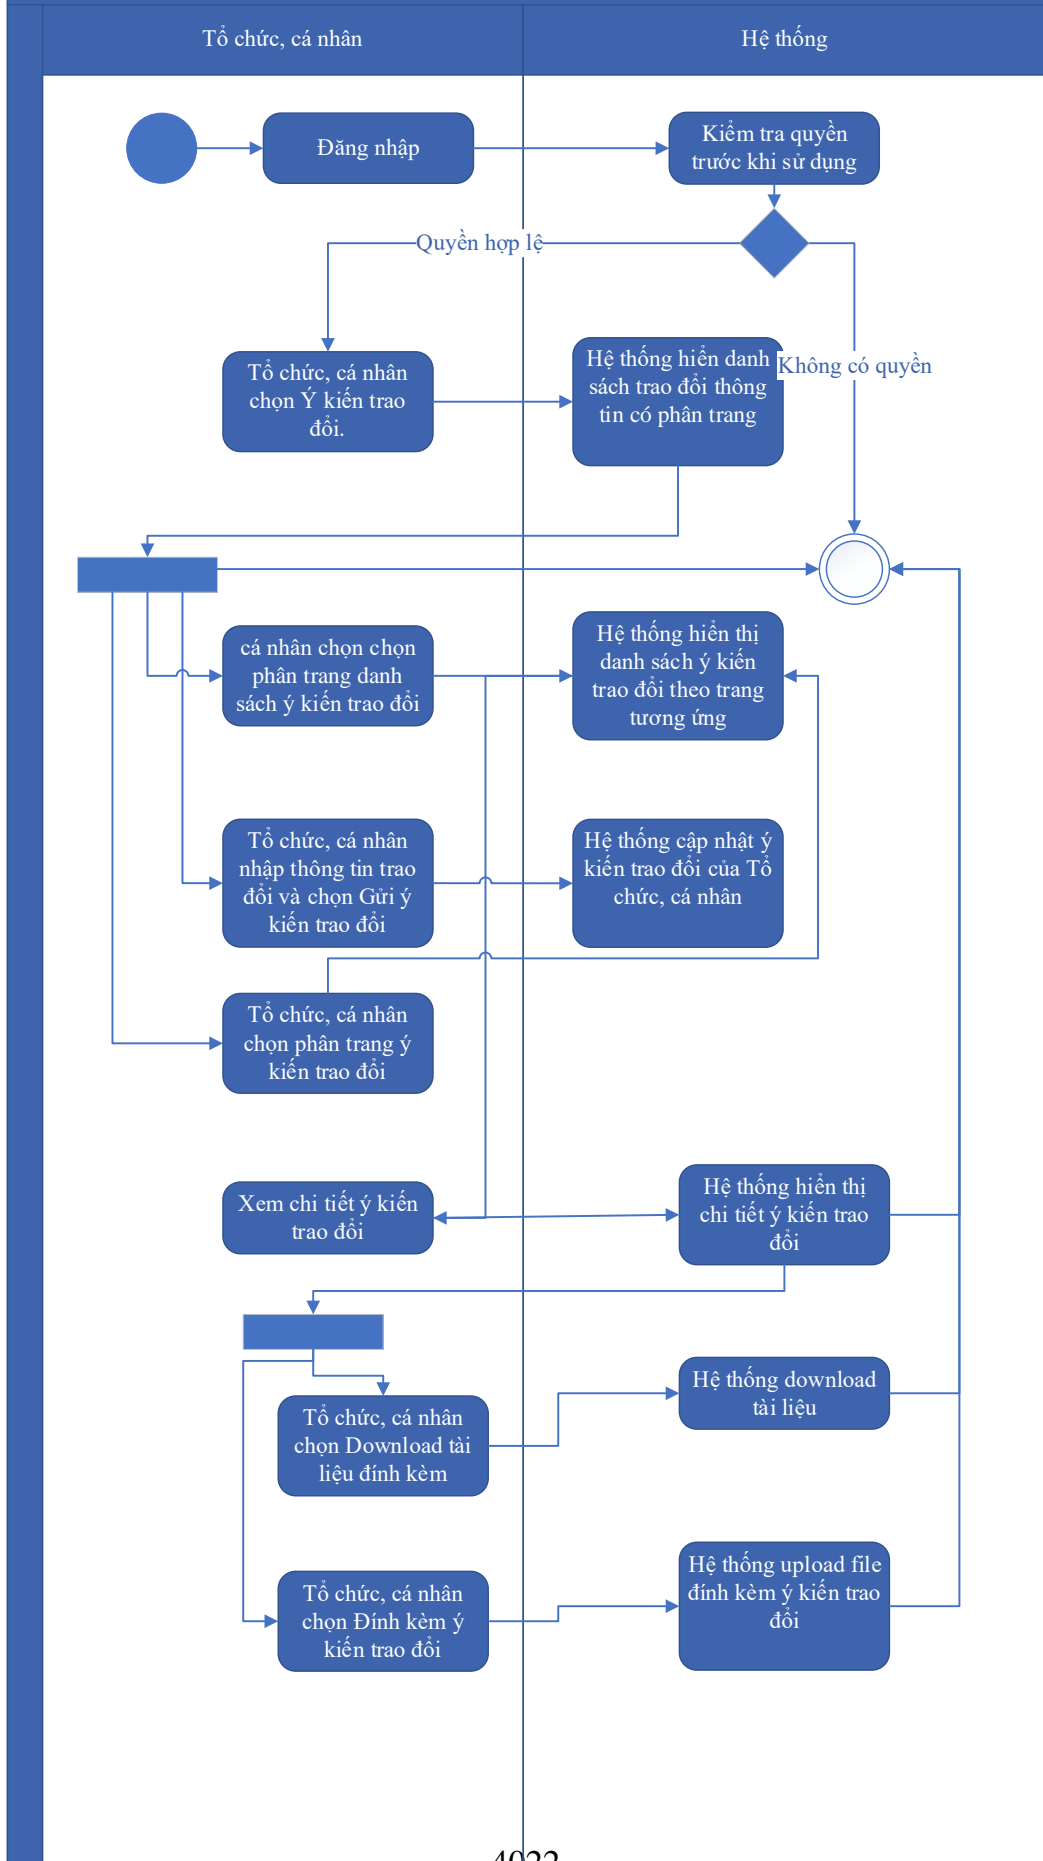 Tổ chức, cá nhân
Hệ thống
Đăng nhập
Kiểm tra quyền
trước khi sử dụng
Quyền hợp lệ
Tổ chức, cá nhân
chọn Ý kiến trao
đổi.
Hệ thống hiển danh
sách trao đổi thông
tin có phân trang
Không có quyền
cá nhân chọn chọn
phân trang danh
sách ý kiến trao đổi
Hệ thống hiển thị
danh sách ý kiến
trao đổi theo trang
tương ứng
Tổ chức, cá nhân
nhập thông tin trao
đổi và chọn Gửi ý
kiến trao đổi
Hệ thống cập nhật ý
kiến trao đổi của Tổ
chức, cá nhân
Tổ chức, cá nhân
chọn phân trang ý
kiến trao đổi
Xem chi tiết ý kiến
trao đổi
Hệ thống hiển thị
chi tiết ý kiến trao
đổi
Tổ chức, cá nhân
chọn Download tài
liệu đính kèm
Hệ thống download
tài liệu
Tổ chức, cá nhân
chọn Đính kèm ý
kiến trao đổi
Hệ thống upload file
đính kèm ý kiến trao
đổi
4022